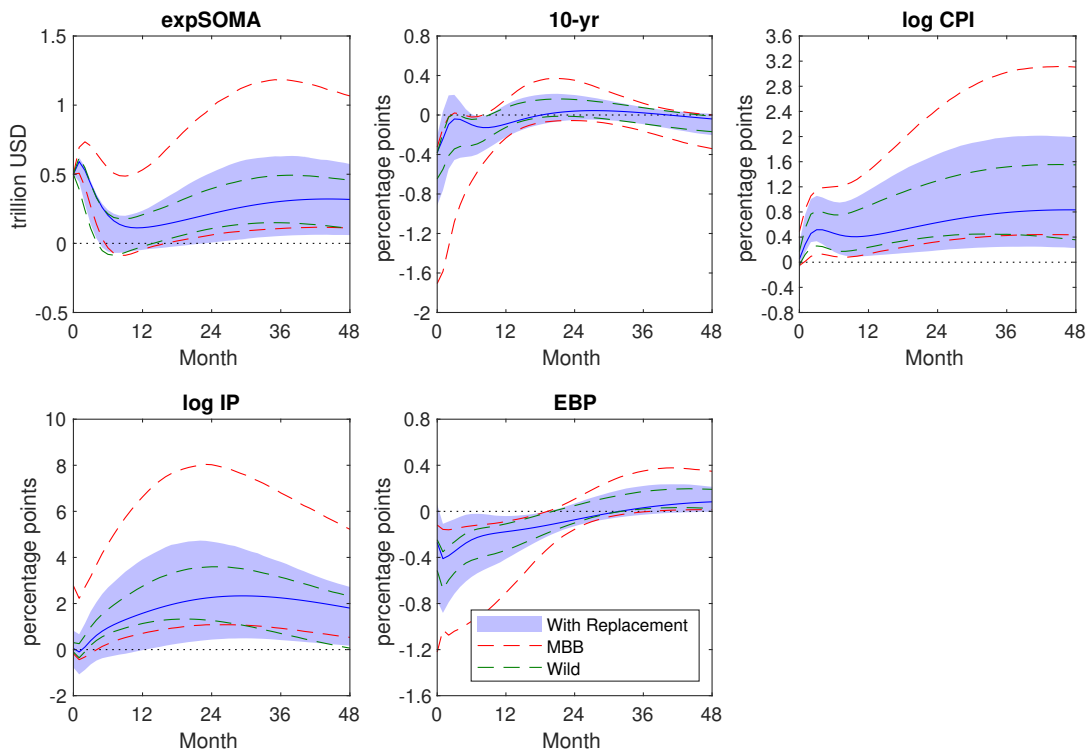 expSOMA
trillion USD
1.5
1
0.5
0
-0.5
0 12 24 36 48
Month
10-yr
percentage points
0.8
0.4
0
-0.4
-0.8
-1.2
-1.6
-2
0 12 24 36 48
Month
log CPI
percentage points
3.6
3.2
2.8
2.4
2
1.6
1.2
0.8
0.4
0
-0.4
-0.8
0 12 24 36 48
Month
log IP
percentage points
10
8
6
4
2
0
-2
0 12 24 36 48
Month
EBP
percentage points
0.8
0.4
0
-0.4
-0.8
-1.2
-1.6
0 12 24 36 48
Month
With Replacement
MBB
Wild